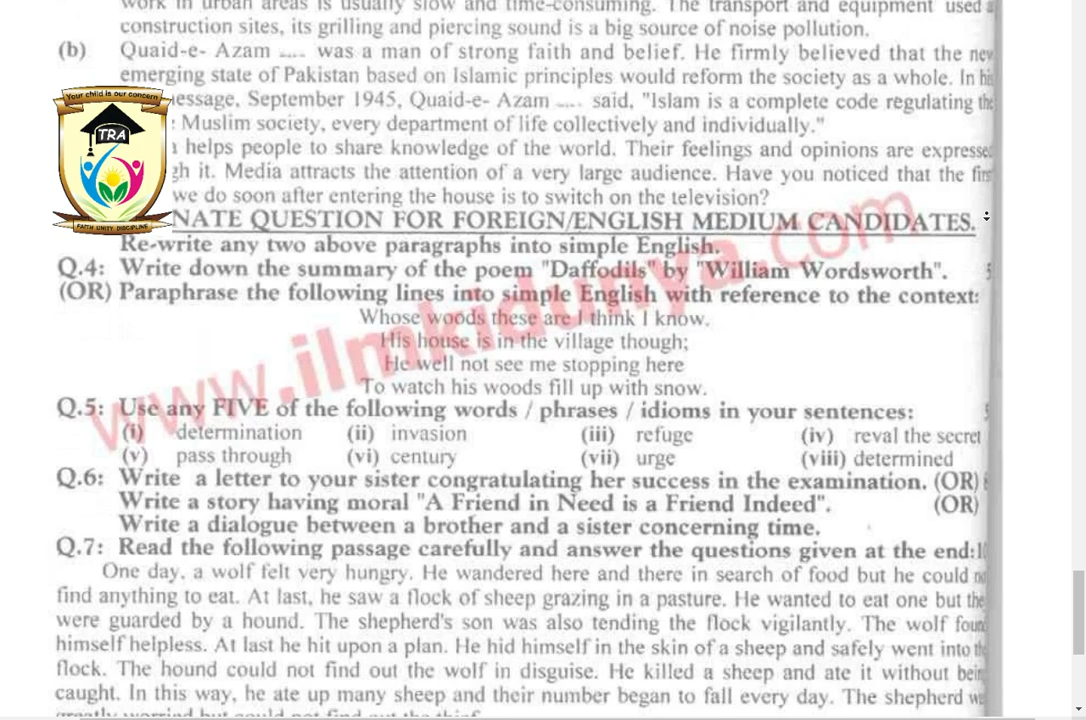 work in urban areas is usually slow and time-consuming. The transport and equipment used a
construction sites, its grilling and piercing sound is a big source of noise pollution.
(b) Quaid-e- Azam .... was a man of strong faith and belief. He firmly believed that the new
emerging state of Pakistan based on Islamic principles would reform the society as a whole. In his
essage, September 1945, Quaid-e- Azam .... said, "Islam is a complete code regulating the
: Muslim society, every department of life collectively and individually."
helps people to share knowledge of the world. Their feelings and opinions are expresse
gh it. Media attracts the attention of a very large audience. Have you noticed that the firs
we do soon after entering the house is to switch on the television?
Your child is our concern
TRA
FAITH UNITY DISCIPLINE
NATE QUESTION FOR FOREIGN/ENGLISH MEDIUM CANDIDATES.
Re-write any two above paragraphs into simple English.
Q.4: Write down the summary of the poem "Daffodils" by "William Wordsworth". 5
(OR) Paraphrase the following lines into simple English with reference to the context:
Whose woods these are I think I know.
His house is in the village though;
He well not see me stopping here
To watch his woods fill up with snow.
www.ilmkidunya.com
Q.5: Use any FIVE of the following words / phrases / idioms in your sentences: 5
(i) determination (ii) invasion (iii) refuge (iv) reval the secret
(v) pass through (vi) century (vii) urge (viii) determined
Q.6: Write a letter to your sister congratulating her success in the examination. (OR)
Write a story having moral "A Friend in Need is a Friend Indeed". (OR)
Write a dialogue between a brother and a sister concerning time.
Q.7: Read the following passage carefully and answer the questions given at the end:1
One day, a wolf felt very hungry. He wandered here and there in search of food but he could no
find anything to eat. At last, he saw a flock of sheep grazing in a pasture. He wanted to eat one but the
were guarded by a hound. The shepherd's son was also tending the flock vigilantly. The wolf foun
himself helpless. At last he hit upon a plan. He hid himself in the skin of a sheep and safely went into th
flock. The hound could not find out the wolf in disguise. He killed a sheep and ate it without bein
caught. In this way, he ate up many sheep and their number began to fall every day. The shepherd w
greatly worried but could not find out the thief.